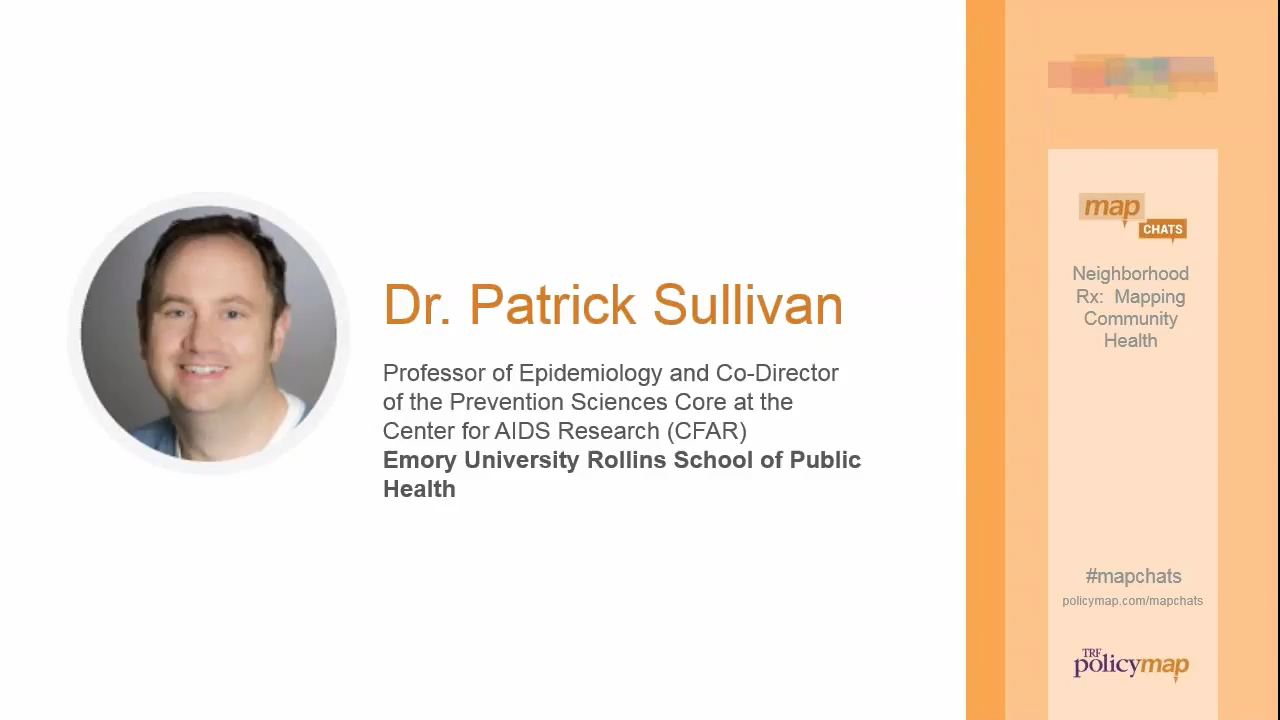 Dr. Patrick Sullivan
Professor of Epidemiology and Co-Director
of the Prevention Sciences Core at the
Center for AIDS Research (CFAR)
Emory University Rollins School of Public
Health
map
CHATS
Neighborhood
Rx: Mapping
Community
Health
#mapchats
policymap.com/mapchats
TRF
policymap